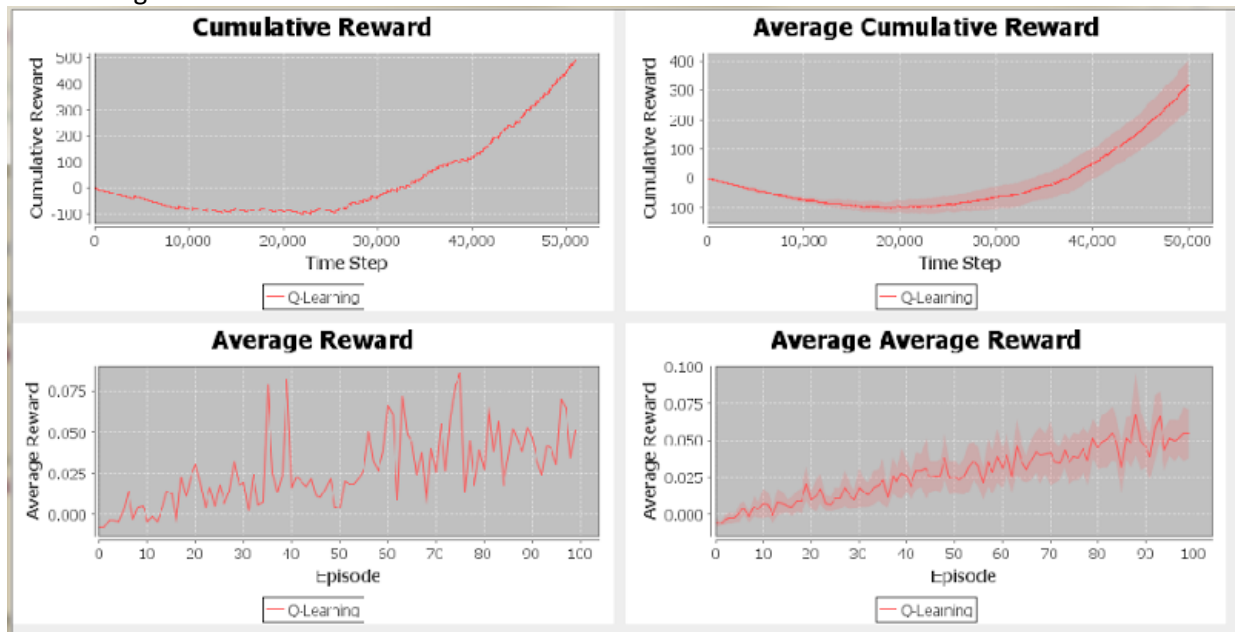 Cumulative Reward
500
400
300
200
100
0
-100
Cumulative Reward
0 10,000 20,000 30,000 40,000 50,000
Time Step
Q-Learning
Average Cumulative Reward
400
300
200
100
0
100
Cumulative Reward
0 10,000 20,000 30,000 40,000 50,000
Time Step
Q-Learning
Average Reward
0.075
0.050
0.025
0.000
Average Reward
0 10 20 30 40 50 60 70 80 90 100
Episode
Q-Learning
Average Average Reward
0.100
0.075
0.050
0.025
0.000
Average Reward
0 10 20 30 40 50 60 70 80 90 100
Episode
Q-Learning